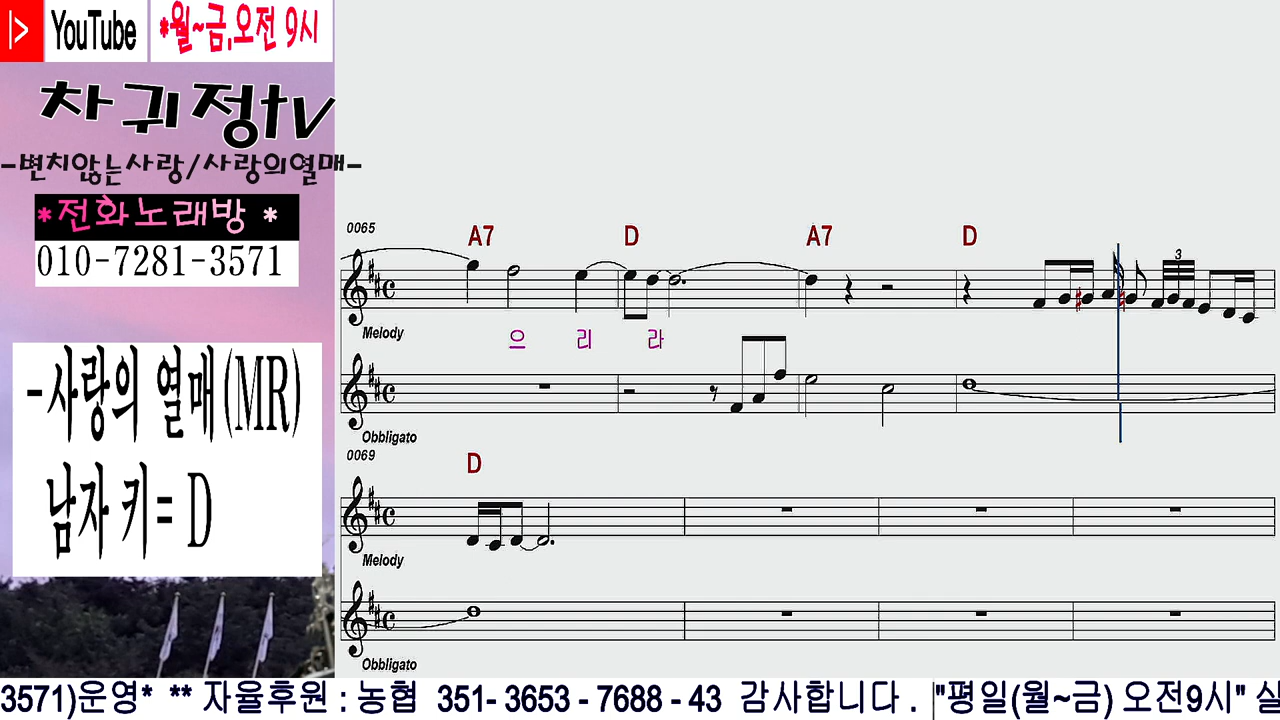 YouTube *월~금,오전 9시
차귀정tv
-변치않는사랑/사랑의열매-
*전화노래방 *
010-7281-3571
-사랑의 열매(MR)
남자 키= D
0065
A7 D A7 D
3
Melody
으 리 라
Obbligato
0069
D
Melody
Obbligato
3571)운영* ** 자율후원 : 농협 351- 3653 - 7688 - 43 감사합니다 . "평일(월~금) 오전9시" 실